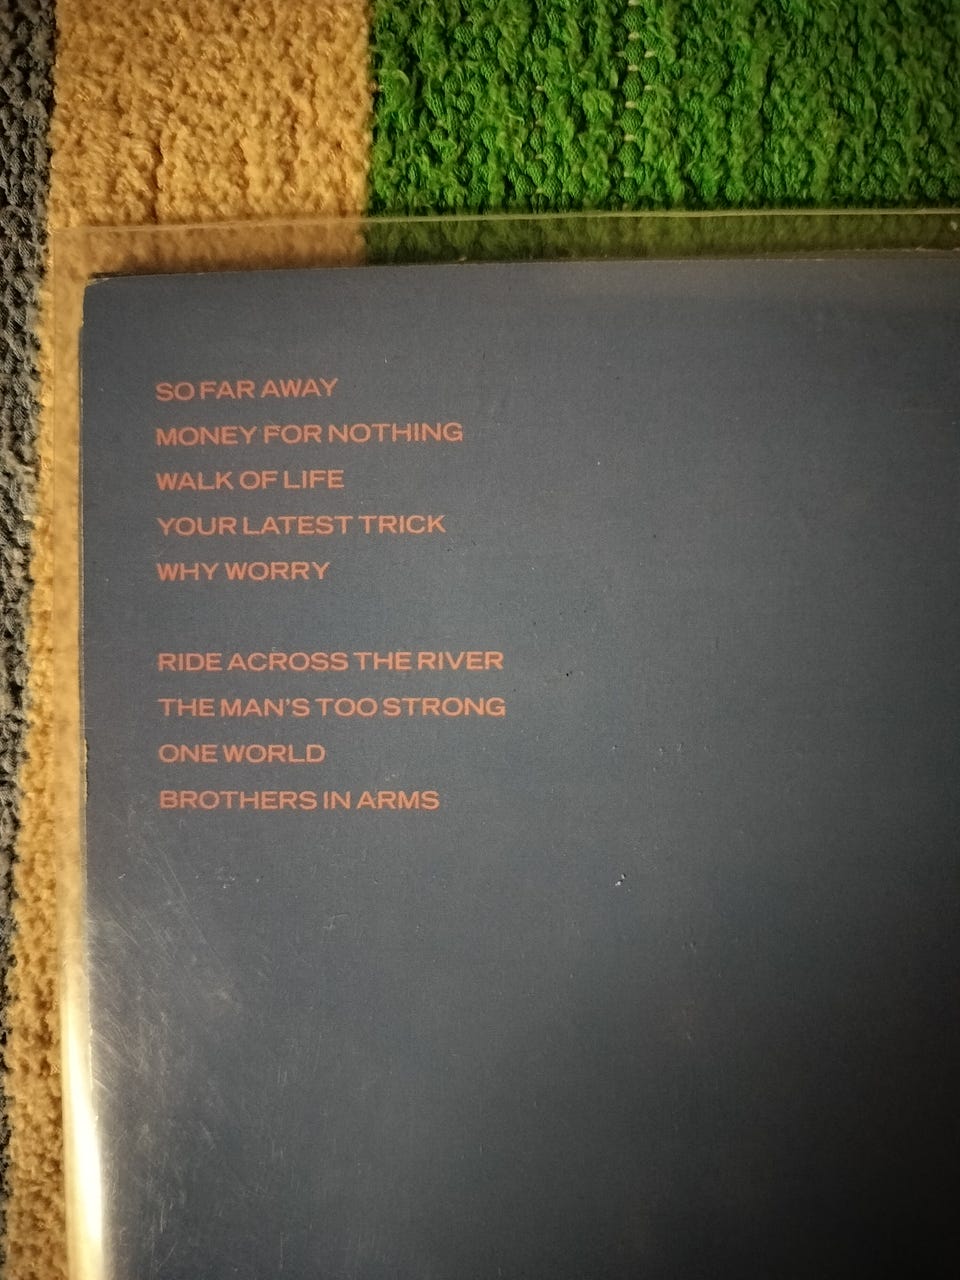 SO FAR AWAY
MONEY FOR NOTHING
WALK OF LIFE
YOUR LATEST TRICK
WHY WORRY
RIDE ACROSS THE RIVER
THE MAN'S TOO STRONG
ONE WORLD
BROTHERS IN ARMS